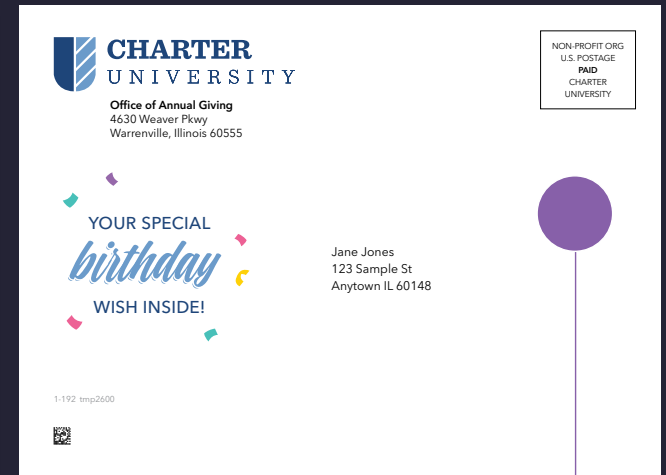 CHARTER
UNIVERSITY
Office of Annual Giving
4630 Weaver Pkwy
Warrenville, Illinois 60555
NON-PROFIT ORG
U.S. POSTAGE
PAID
CHARTER
UNIVERSITY
YOUR SPECIAL
birthday
WISH INSIDE!
Jane Jones
123 Sample St
Anytown IL 60148
1-192 tmp2600